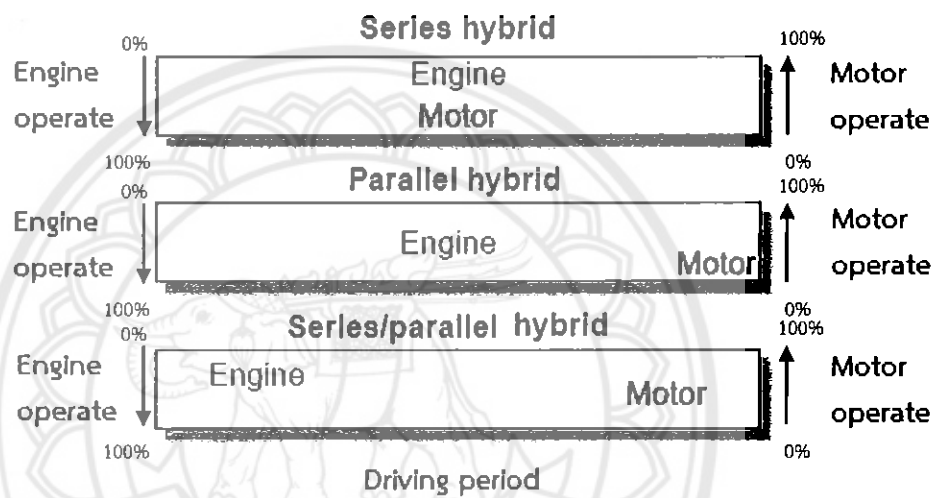 Series hybrid
0%
100%
Engine
operate
Engine
Motor
Motor
operate
100%
0%
Parallel hybrid
0%
100%
Engine
operate
Engine
Motor
Motor
operate
100%
0%
Series/parallel hybrid
0%
100%
Engine
operate
Engine
Motor
Motor
operate
100%
0%
Driving period